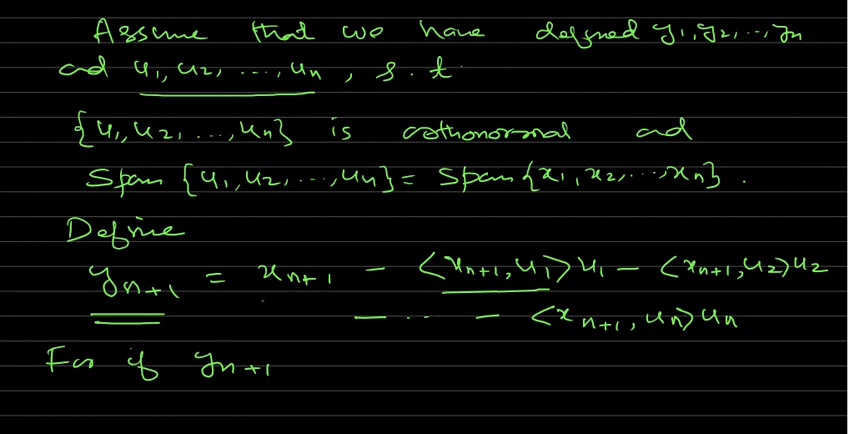 Assume that we have defined y₁, y₂, ..., yₙ
and u₁, u₂, ..., uₙ, s.t.
{u₁, u₂, ..., uₙ} is orthonormal and
Span {u₁, u₂, ..., uₙ} = Span {x₁, x₂, ..., xₙ}.
Define
yₙ₊₁ = xₙ₊₁ - <xₙ₊₁, u₁>u₁ - <xₙ₊₁, u₂>u₂
- ... - <xₙ₊₁, uₙ>uₙ
For if yₙ₊₁